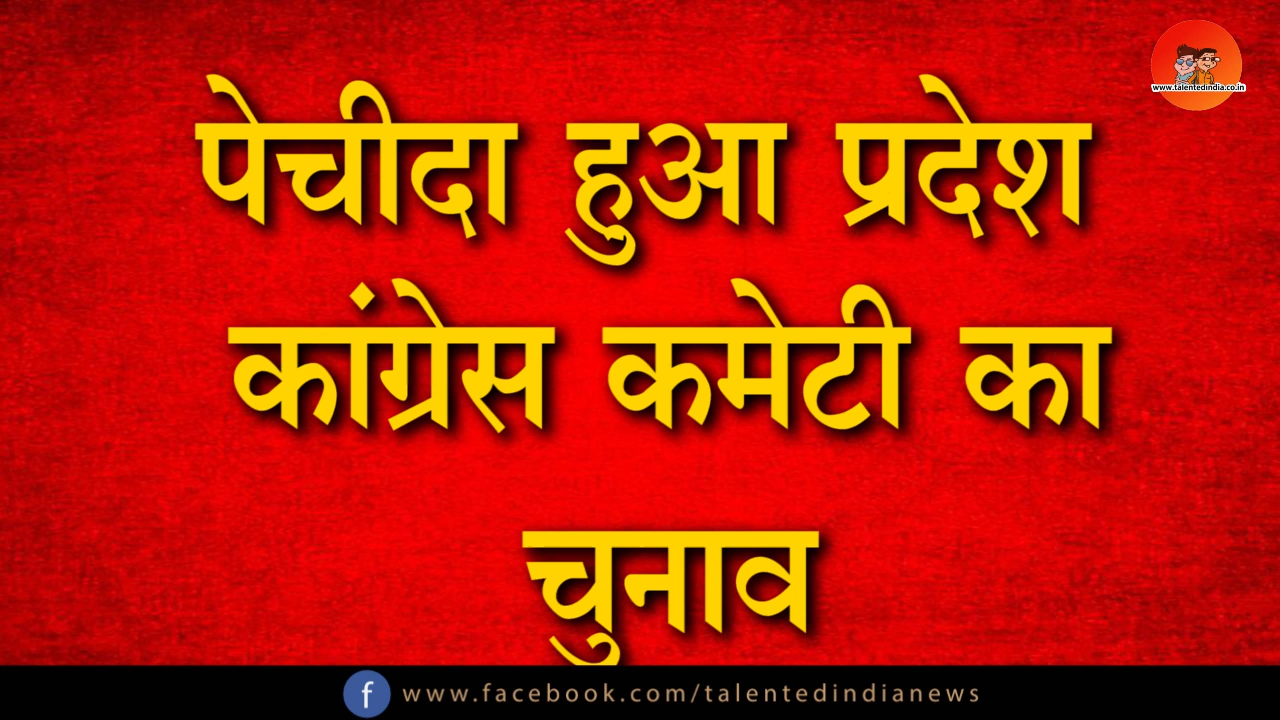 www.talentedindia.co.in
पेचीदा हुआ प्रदेश
कांग्रेस कमेटी का
चुनाव
f www.facebook.com/talentedindianews